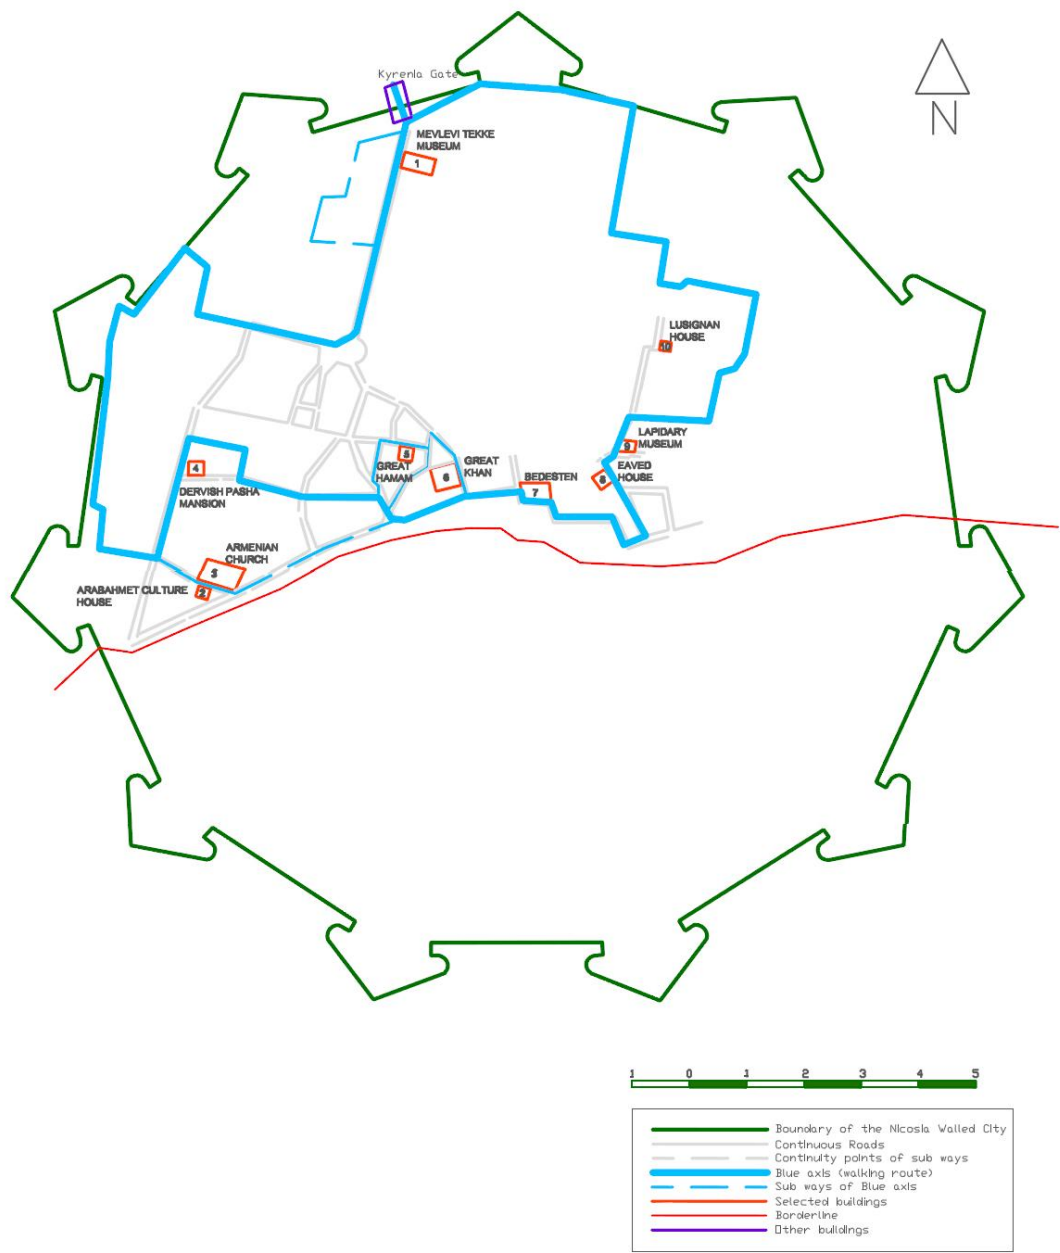 Kyrenia Gate
N
MEVLEVI TEKKE
MUSEUM
1
LUSIGNAN
HOUSE
10
LAPIDARY
MUSEUM
9
EAVED
HOUSE
8
GREAT
HAMAM
5
GREAT
KHAN
6
BEDESTEN
7
4
DERVISH PASHA
MANSION
ARMENIAN
CHURCH
3
ARABAHMET CULTURE
HOUSE
2
1 0 1 2 3 4 5
Boundary of the Nicosia Walled City
Continuous Roads
Continuity points of sub ways
Blue axis (walking route)
Sub ways of Blue axis
Selected buildings
Borderline
Other buildings